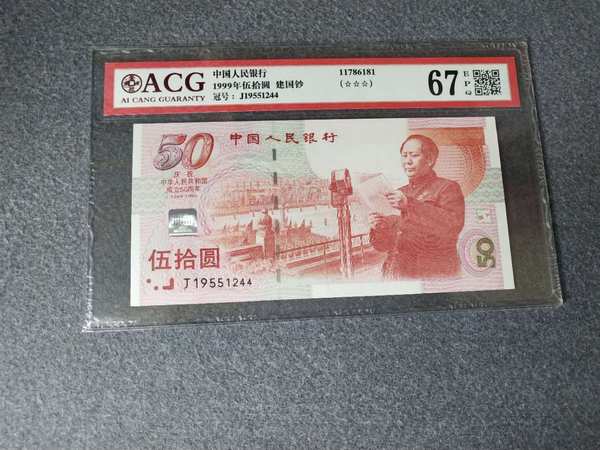 ACG
AI CANG GUARANTY
中国人民银行
1999年伍拾圆 建国钞
冠号：J19551244
11786181
(☆☆☆)
67 EPQ
50
中国人民银行
庆祝
中华人民共和国
成立50周年
1949-1999
伍拾圆
J19551244
50